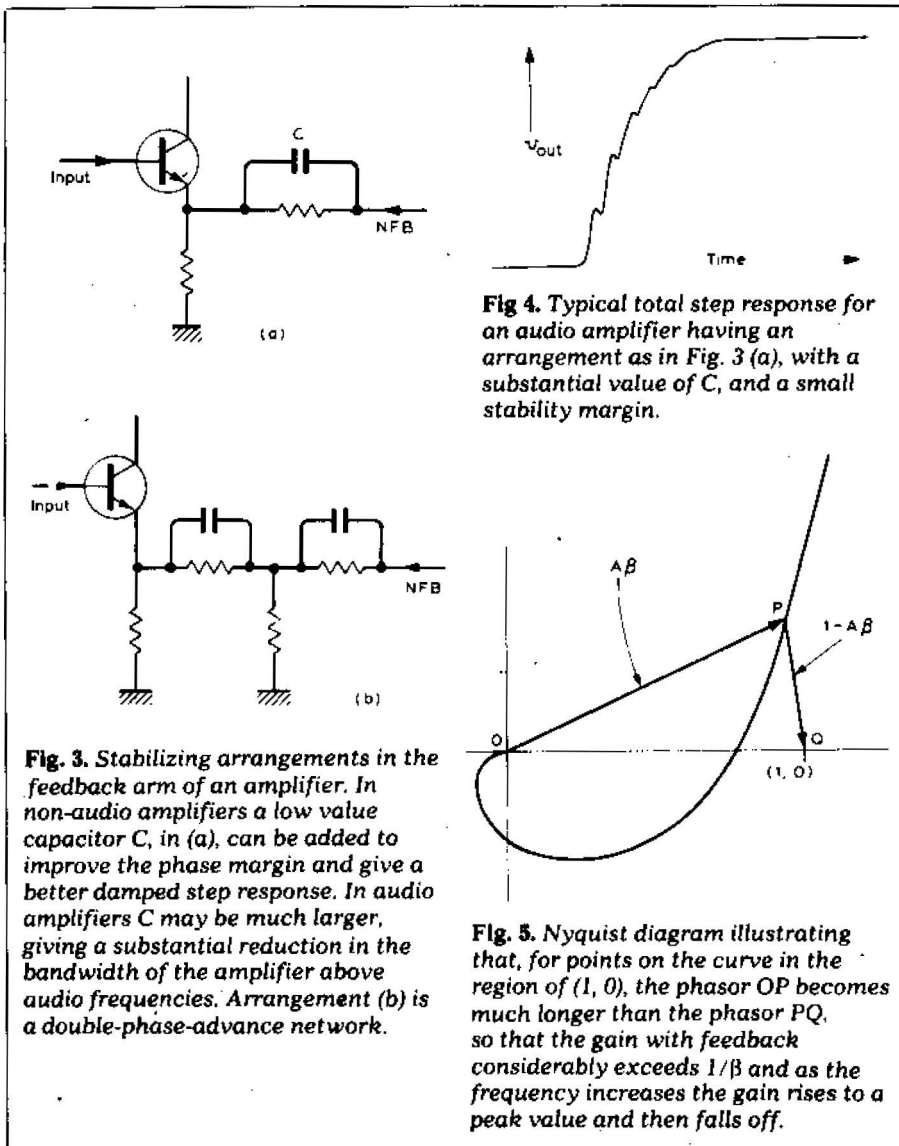 C
Input
NFB
(a)
Input
NFB
(b)
Fig. 3. Stabilizing arrangements in the
feedback arm of an amplifier. In
non-audio amplifiers a low value
capacitor C, in (a), can be added to
improve the phase margin and give a
better damped step response. In audio
amplifiers C may be much larger,
giving a substantial reduction in the
bandwidth of the amplifier above
audio frequencies. Arrangement (b) is
a double-phase-advance network.
vout
Time
Fig 4. Typical total step response for
an audio amplifier having an
arrangement as in Fig. 3 (a), with a
substantial value of C, and a small
stability margin.
Aβ
P
1-Aβ
O
Q
(1, 0)
Fig. 5. Nyquist diagram illustrating
that, for points on the curve in the
region of (1, 0), the phasor OP becomes
much longer than the phasor PQ,
so that the gain with feedback
considerably exceeds 1/β and as the
frequency increases the gain rises to a
peak value and then falls off.